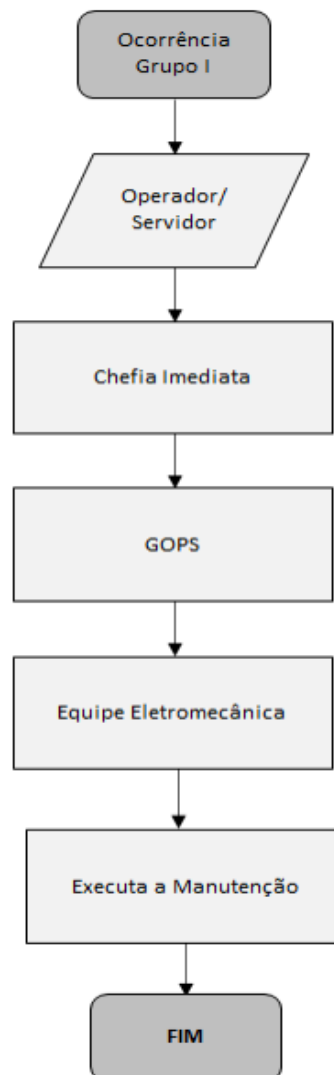 Ocorrência
Grupo I
Operador/
Servidor
Chefia Imediata
GOPS
Equipe Eletromecânica
Executa a Manutenção
FIM